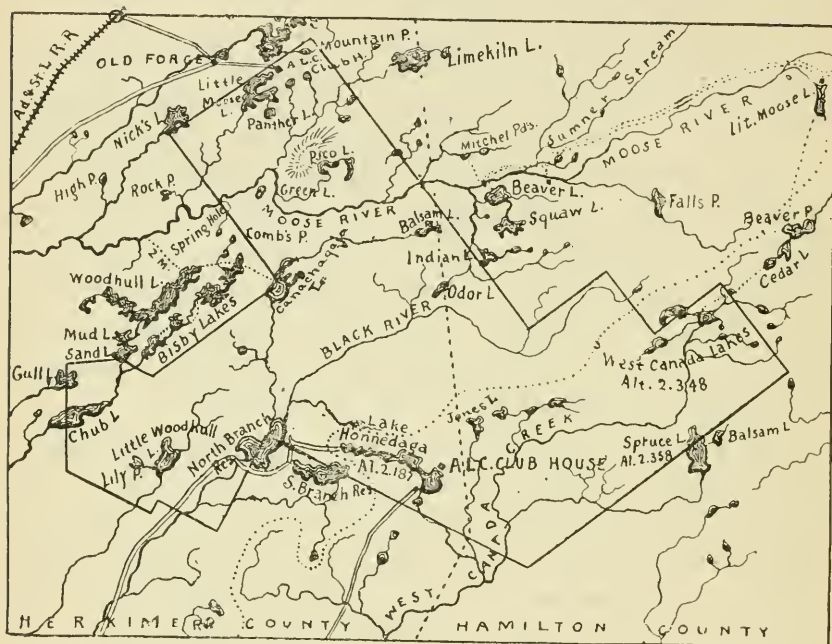 Ad. & St. L. R. R.
OLD FORGE
Little
Moose
L.
A.L.C.
Club H.
Mountain P.
Limekiln L.
Sumner Stream
MOOSE RIVER
Lit. Moose L.
Nick's L.
Panther L.
Pico L.
Mitchel Pds.
High P.
Rock P.
Green L.
MOOSE RIVER
Beaver L.
Squaw L.
Falls P.
Beaver P.
Spring Hole
2 M.
Comb's P.
Balsam L.
Indian L.
Cedar L.
Woodhull L.
Canachagala
L.
Odor L.
BLACK RIVER
Mud L.
Sand L.
Bisby Lakes
Gull L.
West Canada Lakes
Alt. 2.348
Chub L.
Little Woodhull
L.
Lily P.
North Branch
Res.
Lake
Honnedaga
Al. 2.187
S. Branch Res.
Jones L.
A.L.C. CLUB HOUSE
Spruce L.
Al. 2.358
Balsam L.
WEST CANADA CREEK
HERKIMER COUNTY
HAMILTON COUNTY